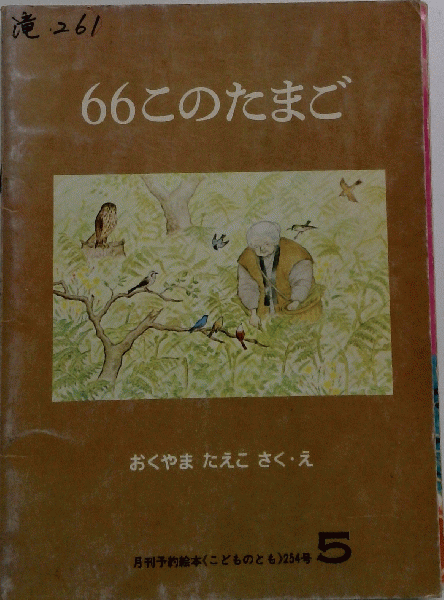 滝・261
66このたまご
おくやま たえこ さく・え
月刊予約絵本《こどものとも》254号 5